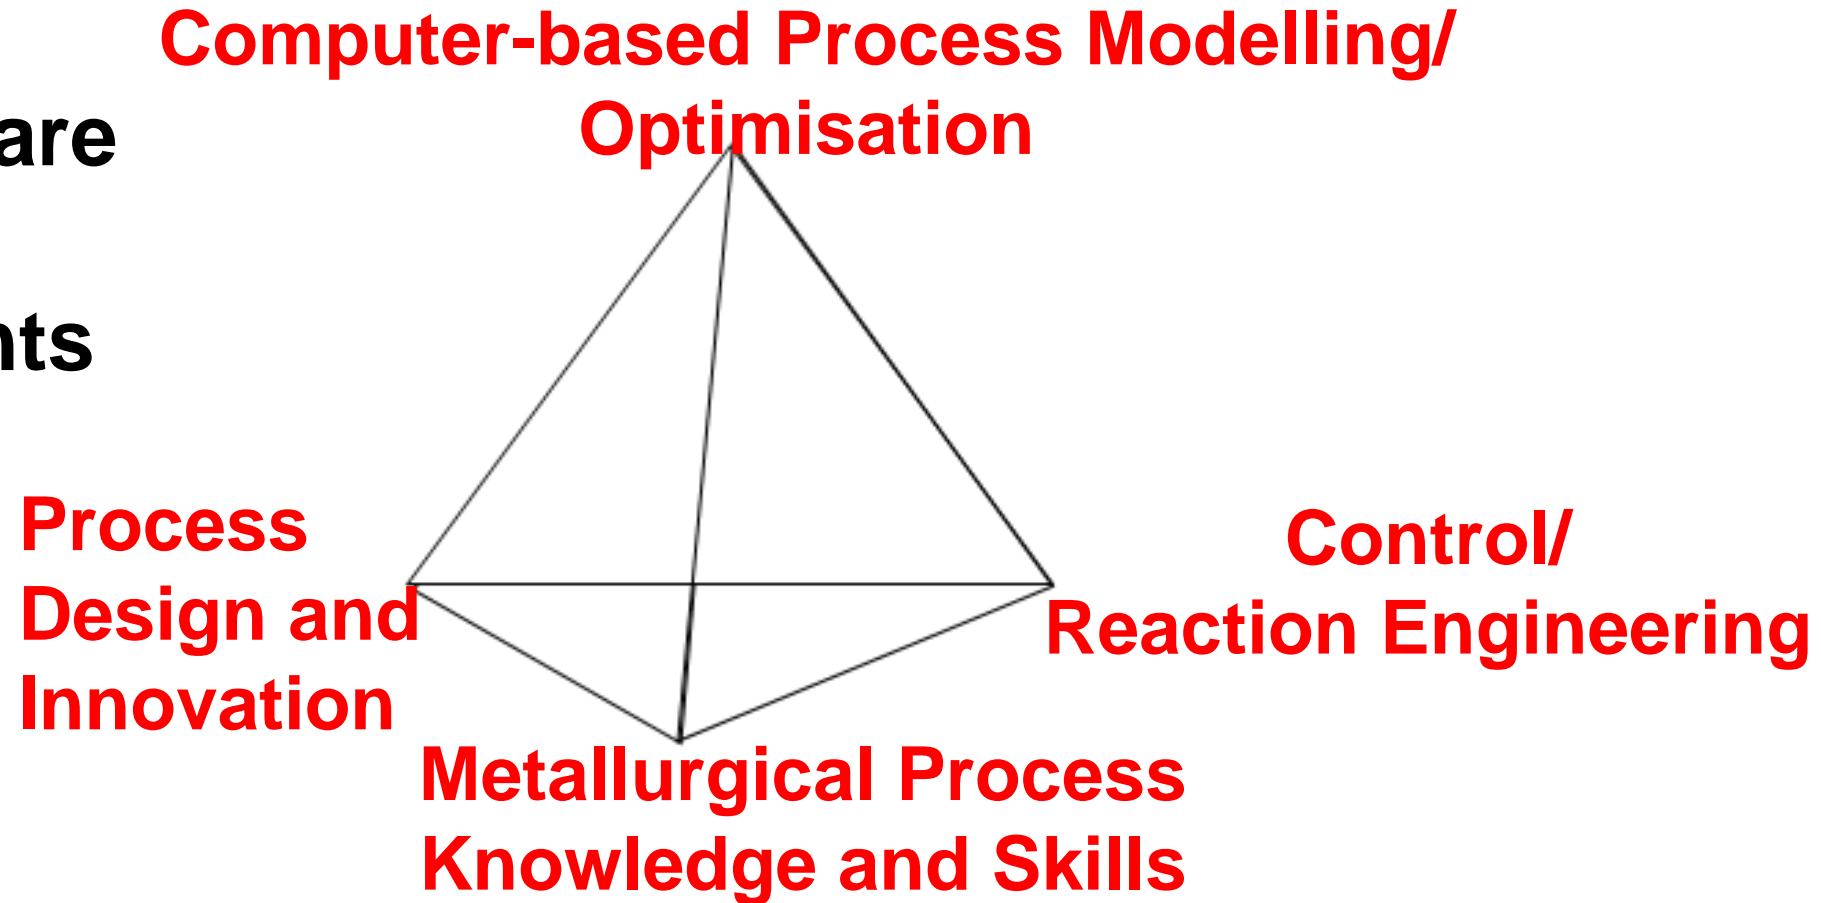 Computer-based Process Modelling/
Optimisation
are
nts
Process
Design and
Innovation
Control/
Reaction Engineering
Metallurgical Process
Knowledge and Skills